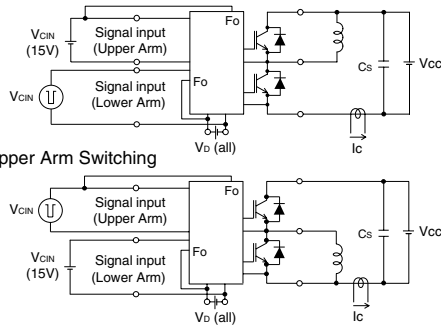 VCIN
(15V)
Signal input
(Upper Arm)
Fo
VCIN
Signal input
(Lower Arm)
Fo
VD (all)
CS
VCC
Ic
pper Arm Switching
VCIN
Signal input
(Upper Arm)
Fo
VCIN
(15V)
Signal input
(Lower Arm)
Fo
VD (all)
CS
VCC
Ic